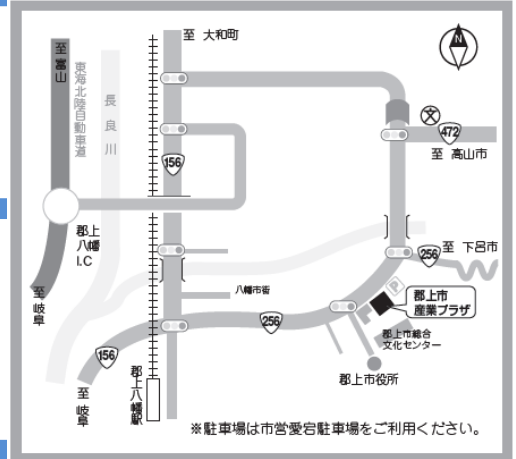 至 大和町
N
至富山
東海北陸自動車道
長良川
文
472
至 高山市
156
郡上
八幡
I.C
256
至 下呂市
至岐阜
八幡市街
P
郡上市
産業プラザ
256
郡上市総合
文化センター
156
郡上八幡駅
郡上市役所
至岐阜
※駐車場は市営愛宕駐車場をご利用ください。